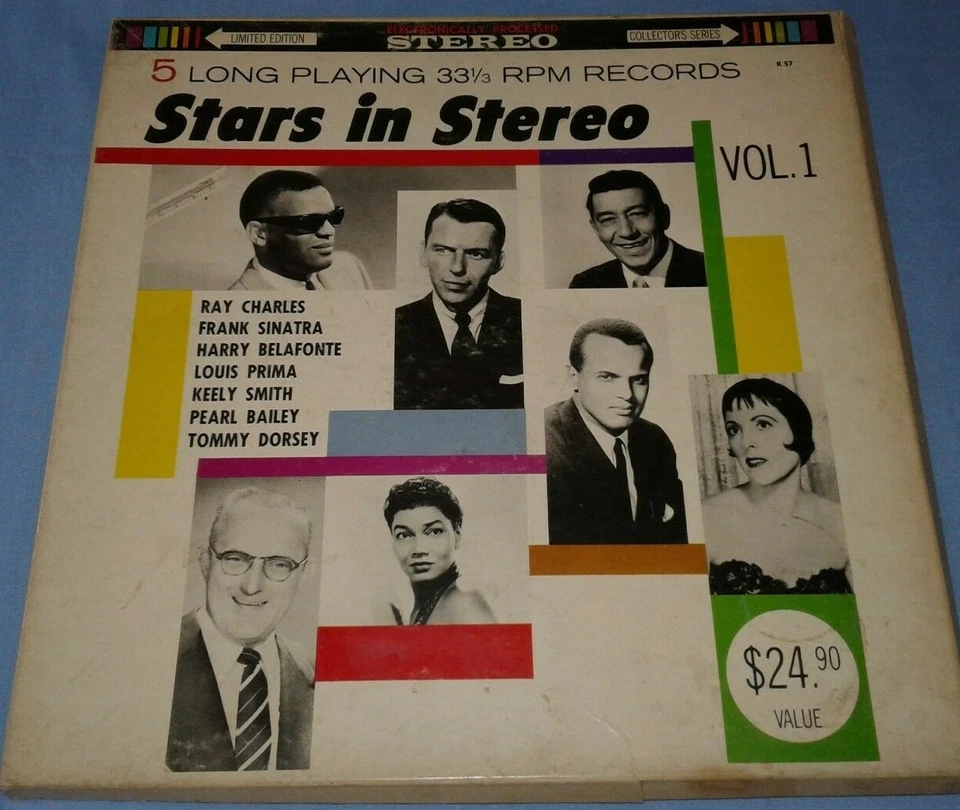 LIMITED EDITION
ELECTRONICALLY PROCESSED
STEREO
COLLECTOR'S SERIES
5 LONG PLAYING 33⅓ RPM RECORDS
K 57
Stars in Stereo
VOL.1
RAY CHARLES
FRANK SINATRA
HARRY BELAFONTE
LOUIS PRIMA
KEELY SMITH
PEARL BAILEY
TOMMY DORSEY
$24.90
VALUE